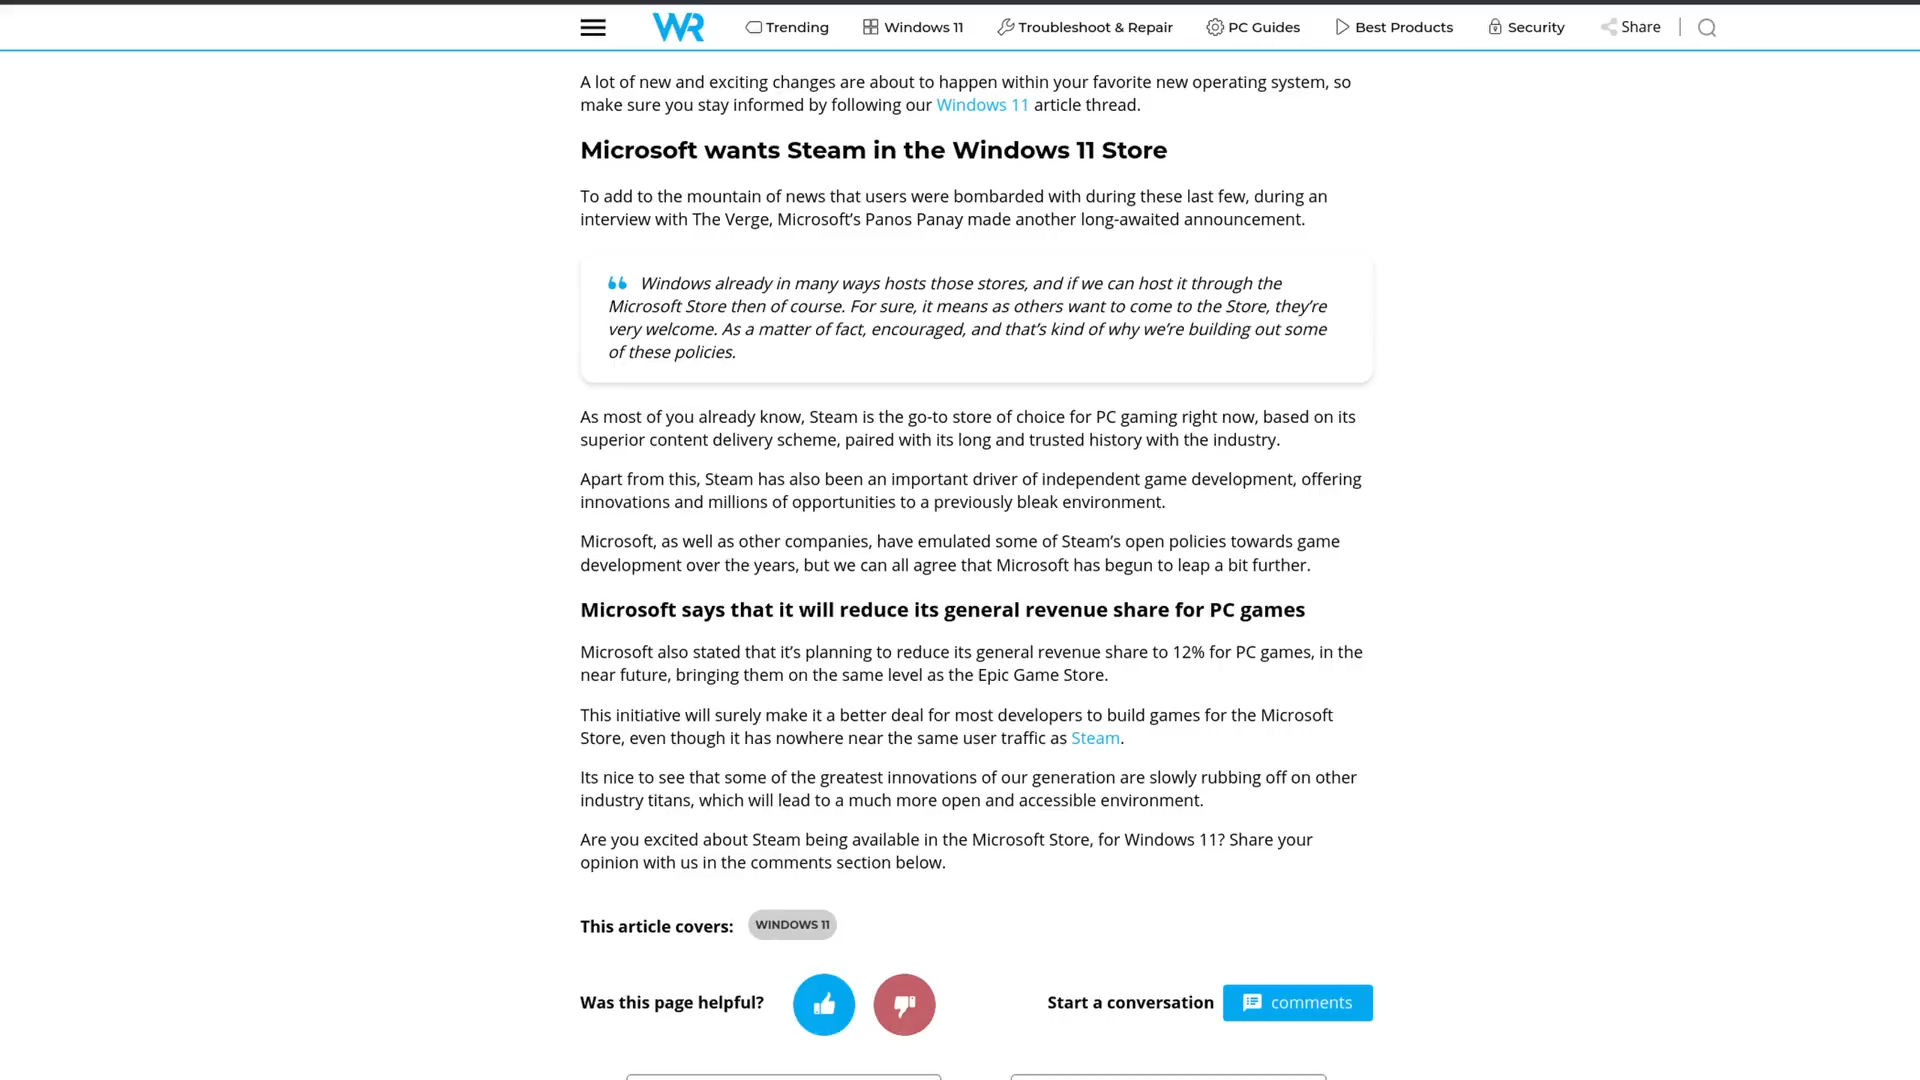 WR Trending Windows 11 Troubleshoot & Repair PC Guides Best Products Security Share
A lot of new and exciting changes are about to happen within your favorite new operating system, so
make sure you stay informed by following our Windows 11 article thread.
Microsoft wants Steam in the Windows 11 Store
To add to the mountain of news that users were bombarded with during these last few, during an
interview with The Verge, Microsoft’s Panos Panay made another long-awaited announcement.
Windows already in many ways hosts those stores, and if we can host it through the
Microsoft Store then of course. For sure, it means as others want to come to the Store, they’re
very welcome. As a matter of fact, encouraged, and that’s kind of why we’re building out some
of these policies.
As most of you already know, Steam is the go-to store of choice for PC gaming right now, based on its
superior content delivery scheme, paired with its long and trusted history with the industry.
Apart from this, Steam has also been an important driver of independent game development, offering
innovations and millions of opportunities to a previously bleak environment.
Microsoft, as well as other companies, have emulated some of Steam’s open policies towards game
development over the years, but we can all agree that Microsoft has begun to leap a bit further.
Microsoft says that it will reduce its general revenue share for PC games
Microsoft also stated that it’s planning to reduce its general revenue share to 12% for PC games, in the
near future, bringing them on the same level as the Epic Game Store.
This initiative will surely make it a better deal for most developers to build games for the Microsoft
Store, even though it has nowhere near the same user traffic as Steam.
Its nice to see that some of the greatest innovations of our generation are slowly rubbing off on other
industry titans, which will lead to a much more open and accessible environment.
Are you excited about Steam being available in the Microsoft Store, for Windows 11? Share your
opinion with us in the comments section below.
This article covers: WINDOWS 11
Was this page helpful? Start a conversation comments